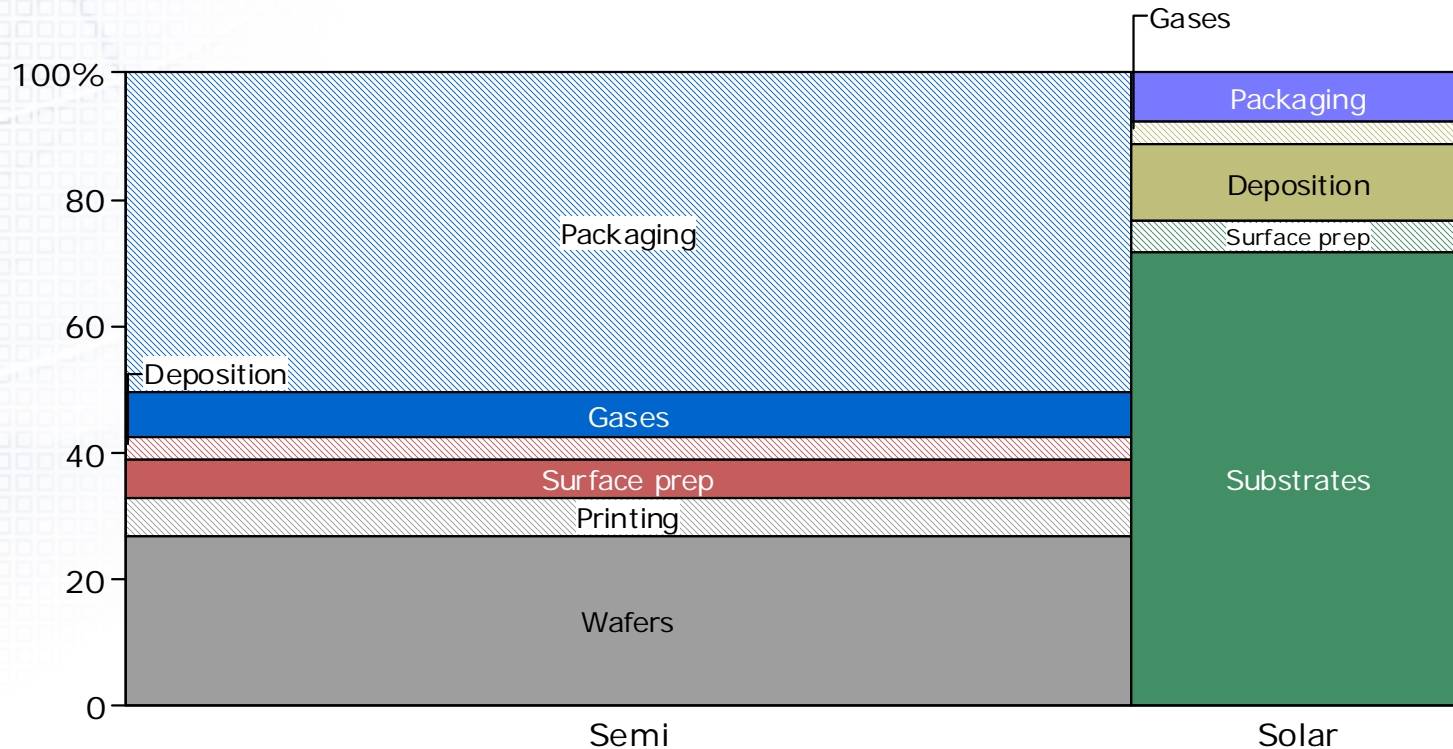 Gases
100%
Packaging
Deposition
80
Packaging
Surface prep
60
Deposition
Gases
40
Surface prep
Substrates
Printing
20
Wafers
0
Semi
Solar